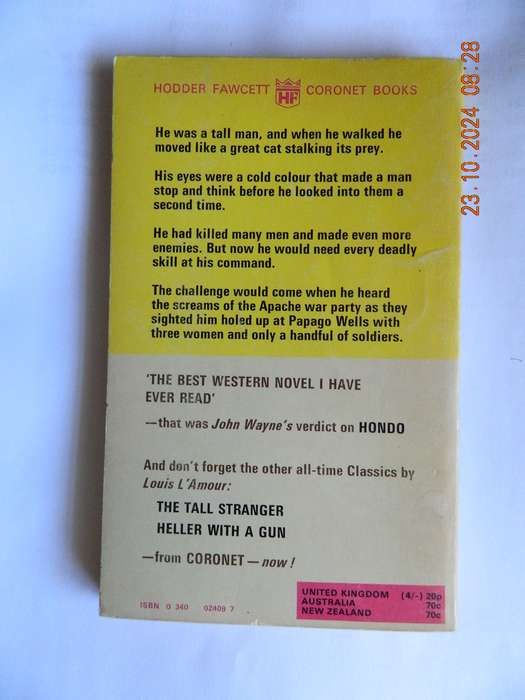 HODDER FAWCETT HF CORONET BOOKS
He was a tall man, and when he walked he
moved like a great cat stalking its prey.
His eyes were a cold colour that made a man
stop and think before he looked into them a
second time.
He had killed many men and made even more
enemies. But now he would need every deadly
skill at his command.
The challenge would come when he heard
the screams of the Apache war party as they
sighted him holed up at Papago Wells with
three women and only a handful of soldiers.
'THE BEST WESTERN NOVEL I HAVE
EVER READ'
—that was John Wayne's verdict on HONDO
And don't forget the other all-time Classics by
Louis L'Amour:
THE TALL STRANGER
HELLER WITH A GUN
—from CORONET — now!
ISBN 0 340 02409 7
UNITED KINGDOM (4/-) 20p
AUSTRALIA 70c
NEW ZEALAND 70c
23.10.2024 08:28